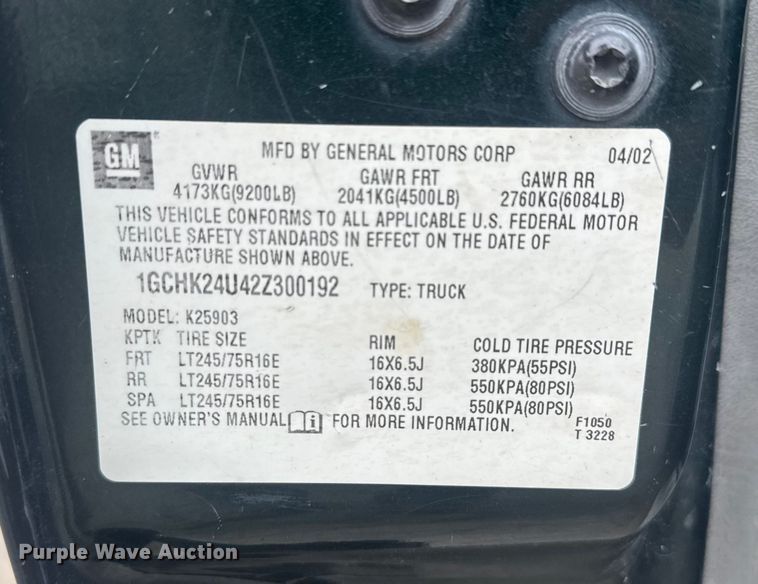 GM
MFD BY GENERAL MOTORS CORP 04/02
GVWR GAWR FRT GAWR RR
4173KG(9200LB) 2041KG(4500LB) 2760KG(6084LB)
THIS VEHICLE CONFORMS TO ALL APPLICABLE U.S. FEDERAL MOTOR
VEHICLE SAFETY STANDARDS IN EFFECT ON THE DATE OF
MANUFACTURE SHOWN ABOVE.
1GCHK24U42Z300192 TYPE: TRUCK
MODEL: K25903
KPTK TIRE SIZE RIM COLD TIRE PRESSURE
FRT LT245/75R16E 16X6.5J 380KPA(55PSI)
RR LT245/75R16E 16X6.5J 550KPA(80PSI)
SPA LT245/75R16E 16X6.5J 550KPA(80PSI)
SEE OWNER'S MANUAL i FOR MORE INFORMATION. F1050
T 3228
Purple Wave Auction